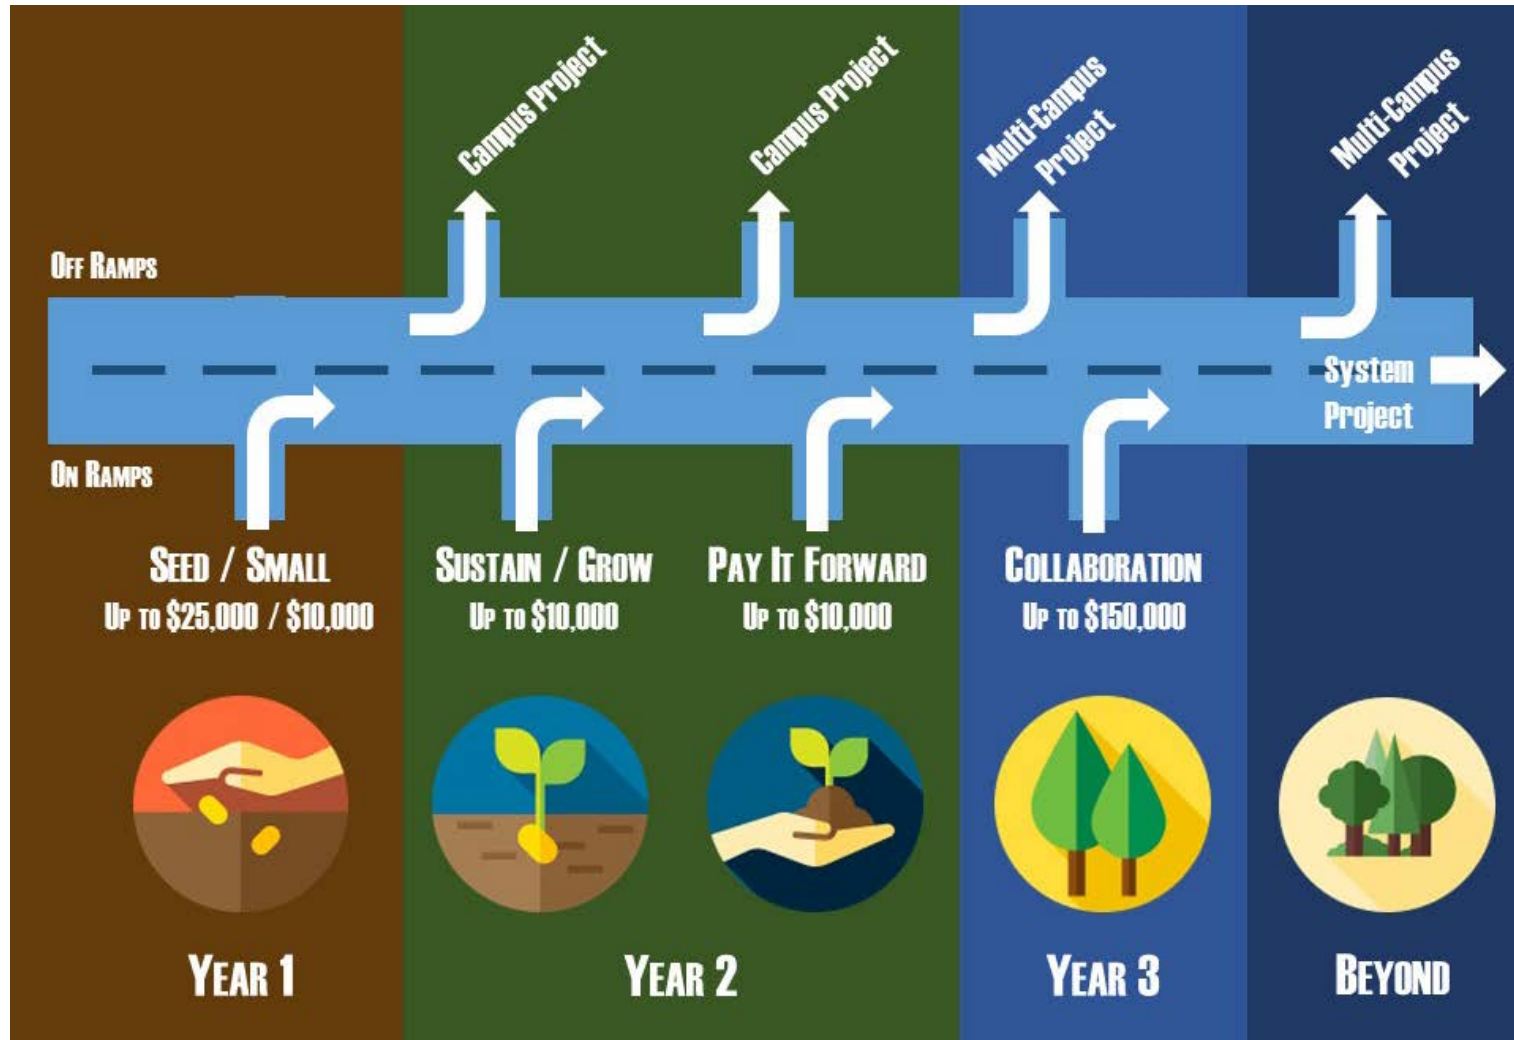 Campus Project
Campus Project
Multi-Campus
Project
Multi-Campus
Project
Off Ramps
System
Project
On Ramps
Seed / Small
Up to $25,000 / $10,000
Sustain / Grow
Up to $10,000
Pay It Forward
Up to $10,000
Collaboration
Up to $150,000
Year 1
Year 2
Year 3
Beyond